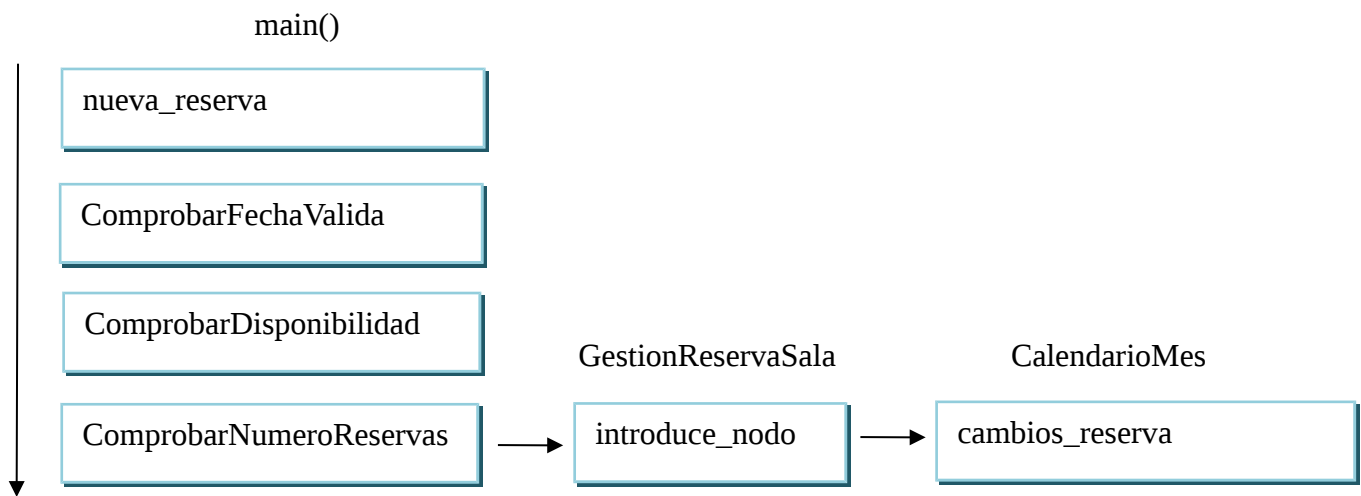 main()
nueva_reserva
ComprobarFechaValida
ComprobarDisponibilidad
GestionReservaSala
CalendarioMes
ComprobarNumeroReservas
introduce_nodo
cambios_reserva